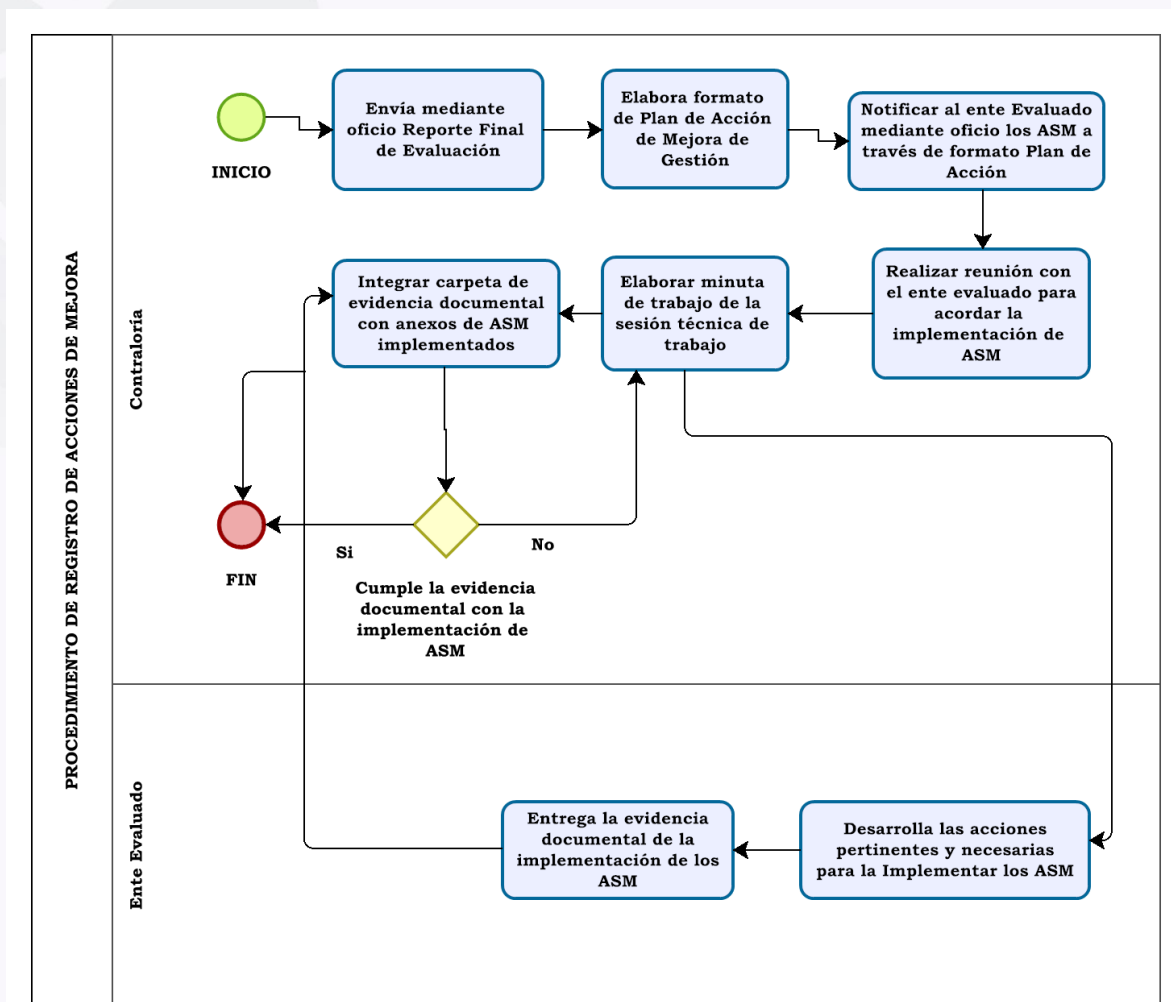 PROCEDIMIENTO DE REGISTRO DE ACCIONES DE MEJORA
Contraloría
INICIO
Envía mediante
oficio Reporte Final
de Evaluación
Elabora formato
de Plan de Acción
de Mejora de
Gestión
Notificar al ente Evaluado
mediante oficio los ASM a
través de formato Plan de
Acción
Realizar reunión con
el ente evaluado para
acordar la
implementación de
ASM
Elaborar minuta
de trabajo de la
sesión técnica de
trabajo
Integrar carpeta de
evidencia documental
con anexos de ASM
implementados
Si
No
FIN
Cumple la evidencia
documental con la
implementación de
ASM
Ente Evaluado
Entrega la evidencia
documental de la
implementación de los
ASM
Desarrolla las acciones
pertinentes y necesarias
para la Implementar los ASM